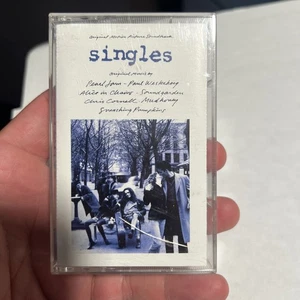 Original Motion Picture Soundtrack
singles
Original Music by
Pearl Jam - Paul Westerberg
Alice in Chains - Soundgarden
Chris Cornell, Mudhoney
Smashing Pumpkins